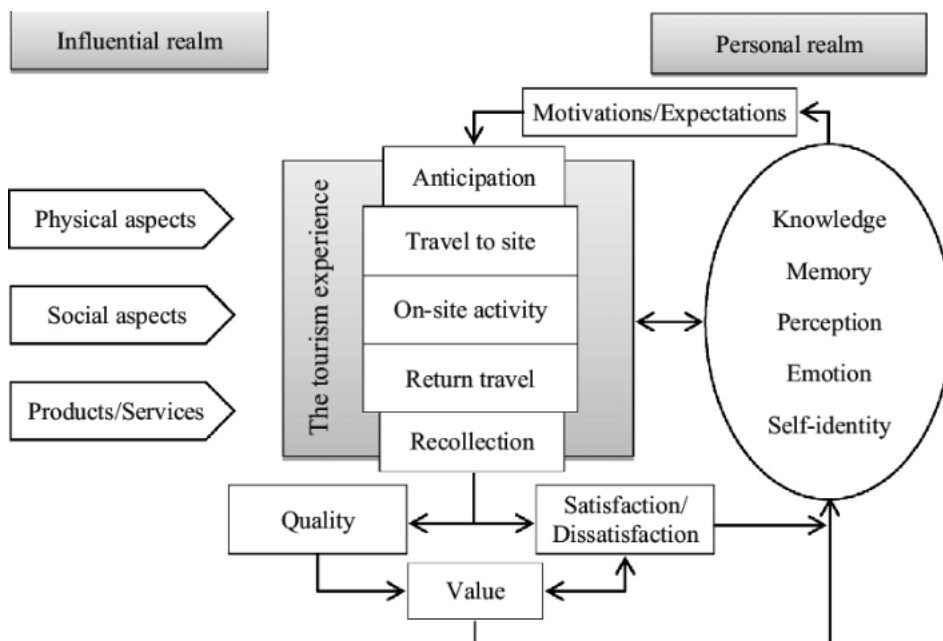 Influential realm
Personal realm
Motivations/Expectations
Anticipation
Physical aspects
Travel to site
Knowledge
Memory
Social aspects
The tourism experience
On-site activity
Perception
Products/Services
Return travel
Emotion
Recollection
Self-identity
Quality
Satisfaction/
Dissatisfaction
Value